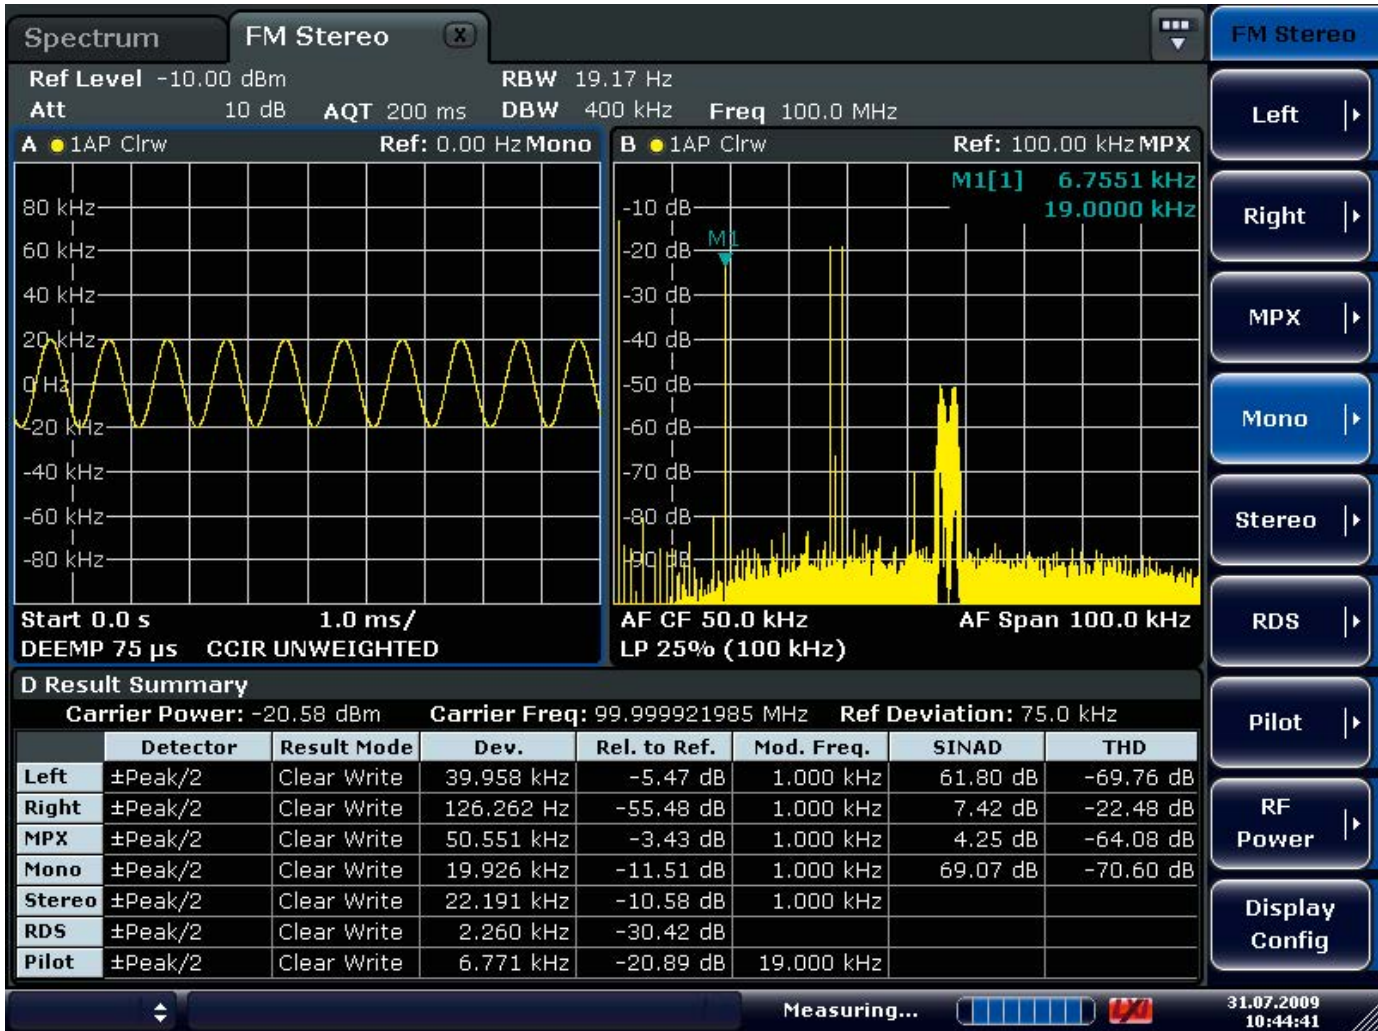 Spectrum FM Stereo X FM Stereo
Ref Level -10.00 dBm RBW 19.17 Hz
Att 10 dB AQT 200 ms DBW 400 kHz Freq 100.0 MHz
A 1AP Clrw Ref: 0.00 Hz Mono
80 kHz
60 kHz
40 kHz
20 kHz
0 Hz
-20 kHz
-40 kHz
-60 kHz
-80 kHz
Start 0.0 s 1.0 ms/
DEEMP 75 µs CCIR UNWEIGHTED
B 1AP Clrw Ref: 100.00 kHz MPX
M1[1] 6.7551 kHz
19.0000 kHz
M1
-10 dB
-20 dB
-30 dB
-40 dB
-50 dB
-60 dB
-70 dB
-80 dB
-90 dB
AF CF 50.0 kHz AF Span 100.0 kHz
LP 25% (100 kHz)
D Result Summary
Carrier Power: -20.58 dBm Carrier Freq: 99.999921985 MHz Ref Deviation: 75.0 kHz
Detector Result Mode Dev. Rel. to Ref. Mod. Freq. SINAD THD
Left ±Peak/2 Clear Write 39.958 kHz -5.47 dB 1.000 kHz 61.80 dB -69.76 dB
Right ±Peak/2 Clear Write 126.262 Hz -55.48 dB 1.000 kHz 7.42 dB -22.48 dB
MPX ±Peak/2 Clear Write 50.551 kHz -3.43 dB 1.000 kHz 4.25 dB -64.08 dB
Mono ±Peak/2 Clear Write 19.926 kHz -11.51 dB 1.000 kHz 69.07 dB -70.60 dB
Stereo ±Peak/2 Clear Write 22.191 kHz -10.58 dB 1.000 kHz
RDS ±Peak/2 Clear Write 2.260 kHz -30.42 dB
Pilot ±Peak/2 Clear Write 6.771 kHz -20.89 dB 19.000 kHz
Left
Right
MPX
Mono
Stereo
RDS
Pilot
RF
Power
Display
Config
Measuring... LXI 31.07.2009
10:44:41